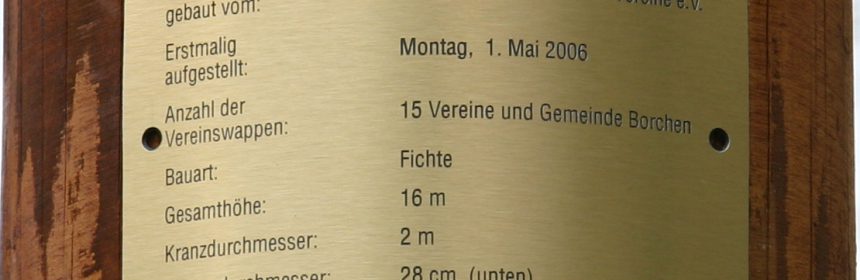 gebaut vom: e.V.
Erstmalig
aufgestellt: Montag, 1. Mai 2006
Anzahl der
Vereinswappen: 15 Vereine und Gemeinde Borchen
Bauart: Fichte
Gesamthöhe: 16 m
Kranzdurchmesser: 2 m
28 cm (unten)